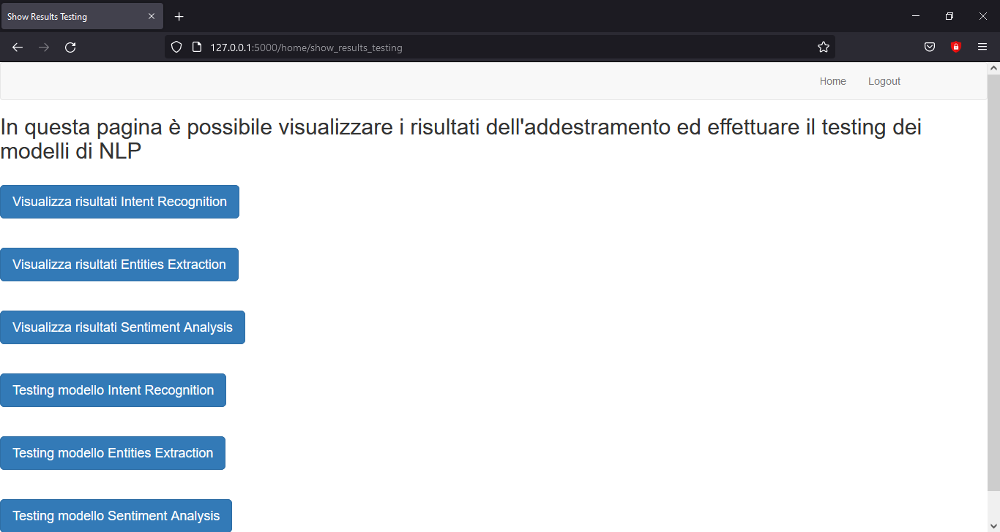 Show Results Testing
127.0.0.1:5000/home/show_results_testing
Home Logout
In questa pagina è possibile visualizzare i risultati dell'addestramento ed effettuare il testing dei
modelli di NLP
Visualizza risultati Intent Recognition
Visualizza risultati Entities Extraction
Visualizza risultati Sentiment Analysis
Testing modello Intent Recognition
Testing modello Entities Extraction
Testing modello Sentiment Analysis